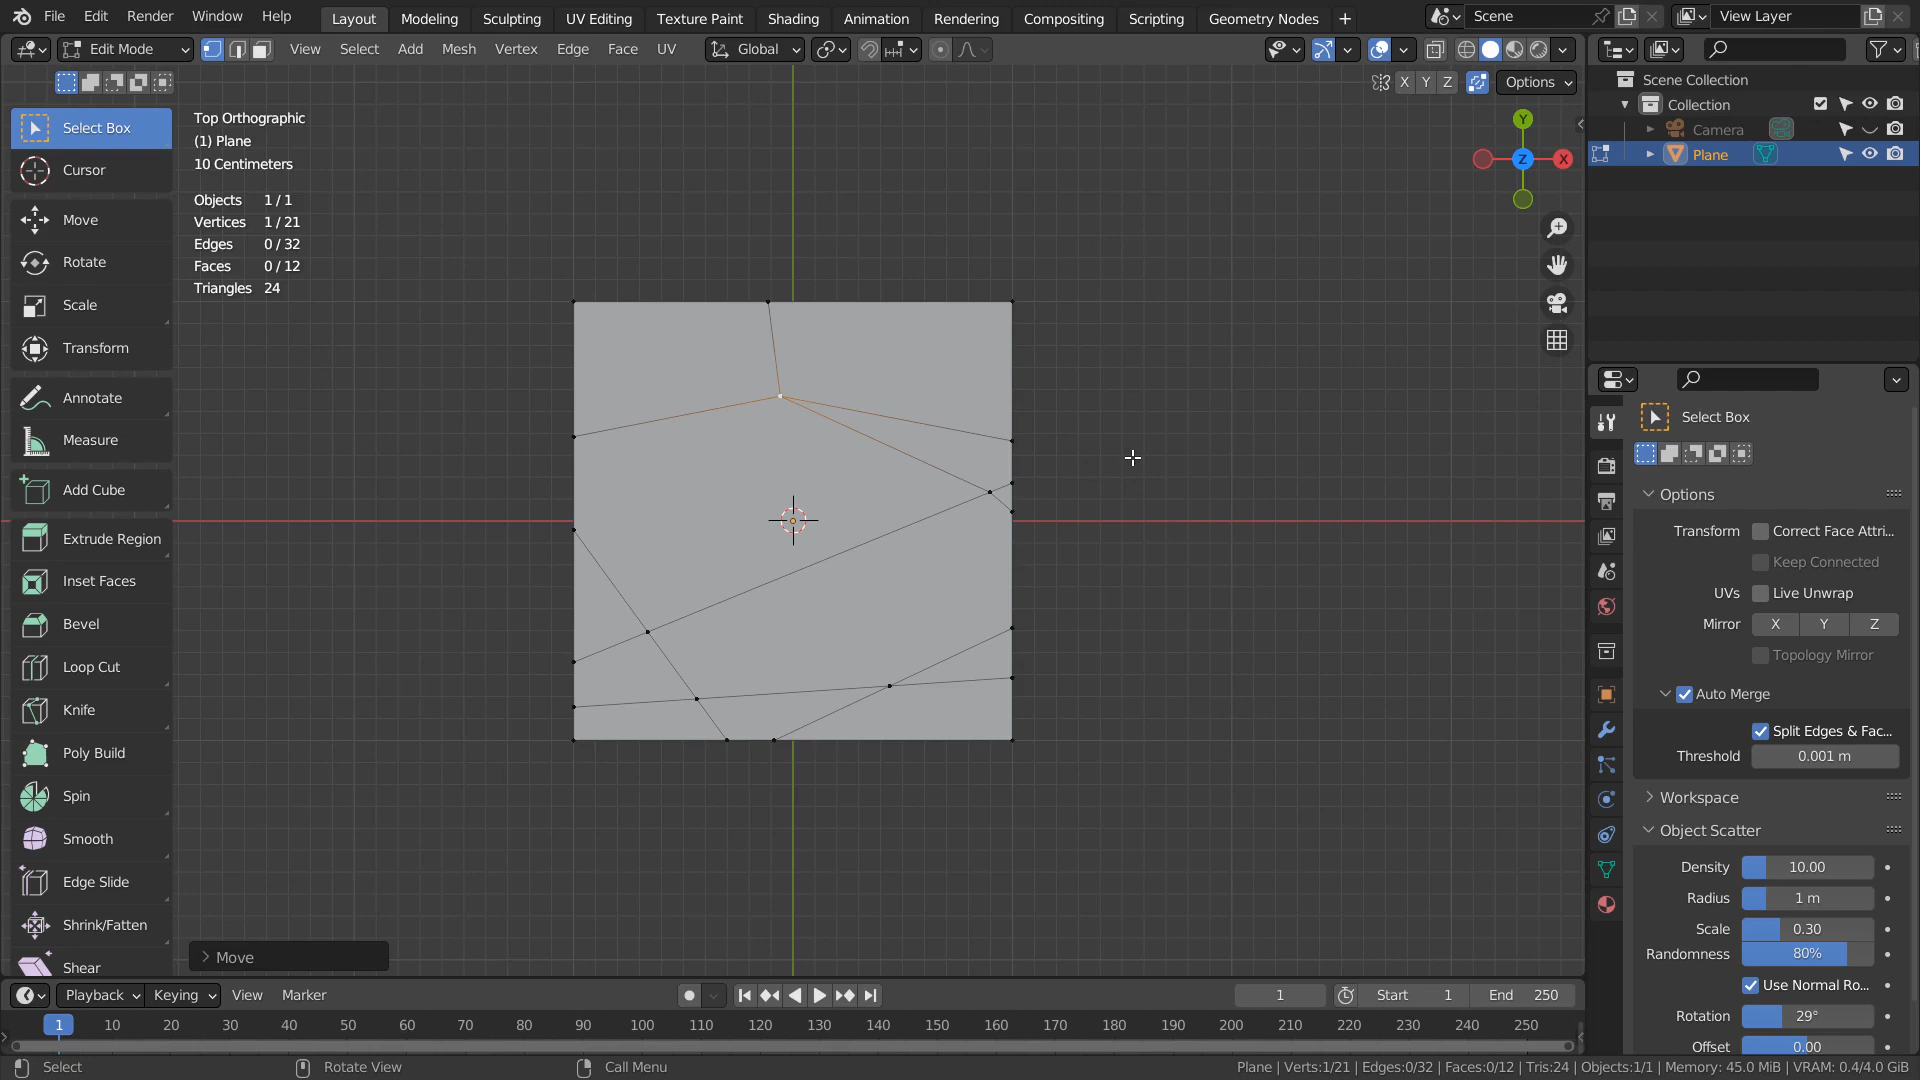 File Edit Render Window Help Layout Modeling Sculpting UV Editing Texture Paint Shading Animation Rendering Compositing Scripting Geometry Nodes + Scene View Layer
Edit Mode View Select Add Mesh Vertex Edge Face UV Global
X Y Z Options
Scene Collection
Collection
Camera
Plane
Select Box
Cursor
Move
Rotate
Scale
Transform
Annotate
Measure
Add Cube
Extrude Region
Inset Faces
Bevel
Loop Cut
Knife
Poly Build
Spin
Smooth
Edge Slide
Shrink/Fatten
Shear
Top Orthographic
(1) Plane
10 Centimeters
Objects 1 / 1
Vertices 1 / 21
Edges 0 / 32
Faces 0 / 12
Triangles 24
Y
Z X
Move
Select Box
Options
Transform Correct Face Attri...
Keep Connected
UVs Live Unwrap
Mirror X Y Z
Topology Mirror
Auto Merge
Split Edges & Fac...
Threshold 0.001 m
Workspace
Object Scatter
Density 10.00
Radius 1 m
Scale 0.30
Randomness 80%
Use Normal Ro...
Rotation 29°
Offset 0.00
Playback Keying View Marker 1 Start 1 End 250
1 10 20 30 40 50 60 70 80 90 100 110 120 130 140 150 160 170 180 190 200 210 220 230 240 250
Select Rotate View Call Menu Plane | Verts:1/21 | Edges:0/32 | Faces:0/12 | Tris:24 | Objects:1/1 | Memory: 45.0 MiB | VRAM: 0.4/4.0 GiB